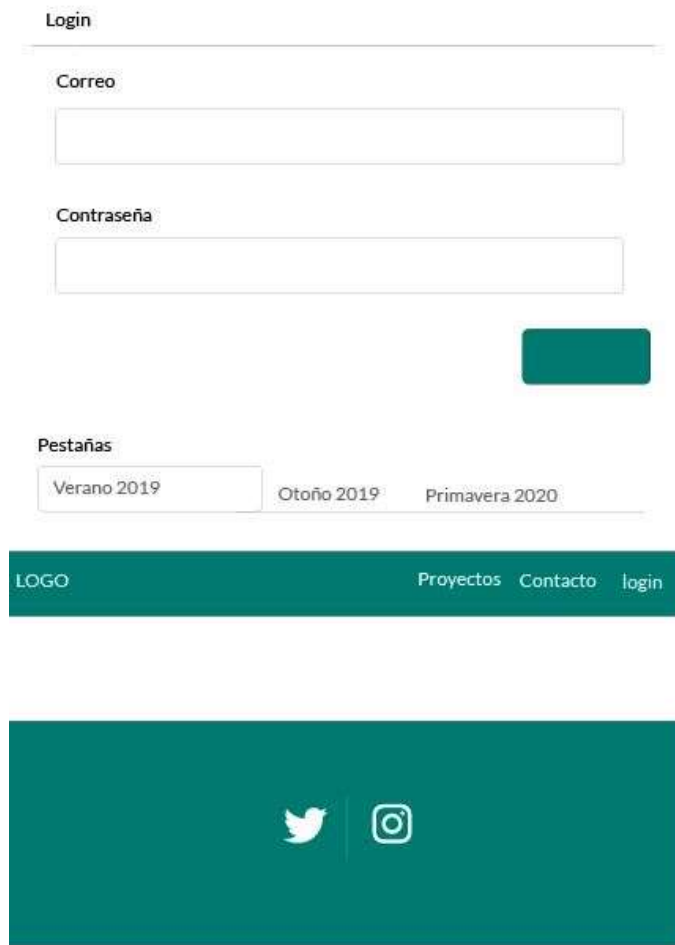 Login
Correo
Contraseña
Pestañas
Verano 2019 Otoño 2019 Primavera 2020
LOGO Proyectos Contacto login